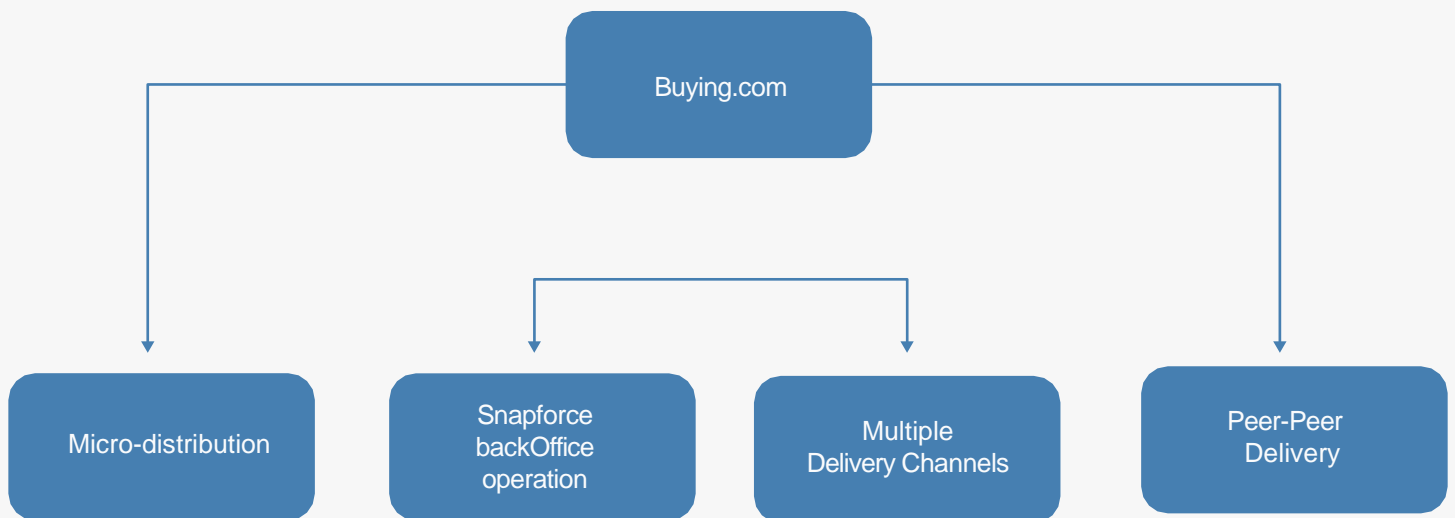 Buying.com
Micro-distribution
Snapforce
backOffice
operation
Multiple
Delivery Channels
Peer-Peer
Delivery